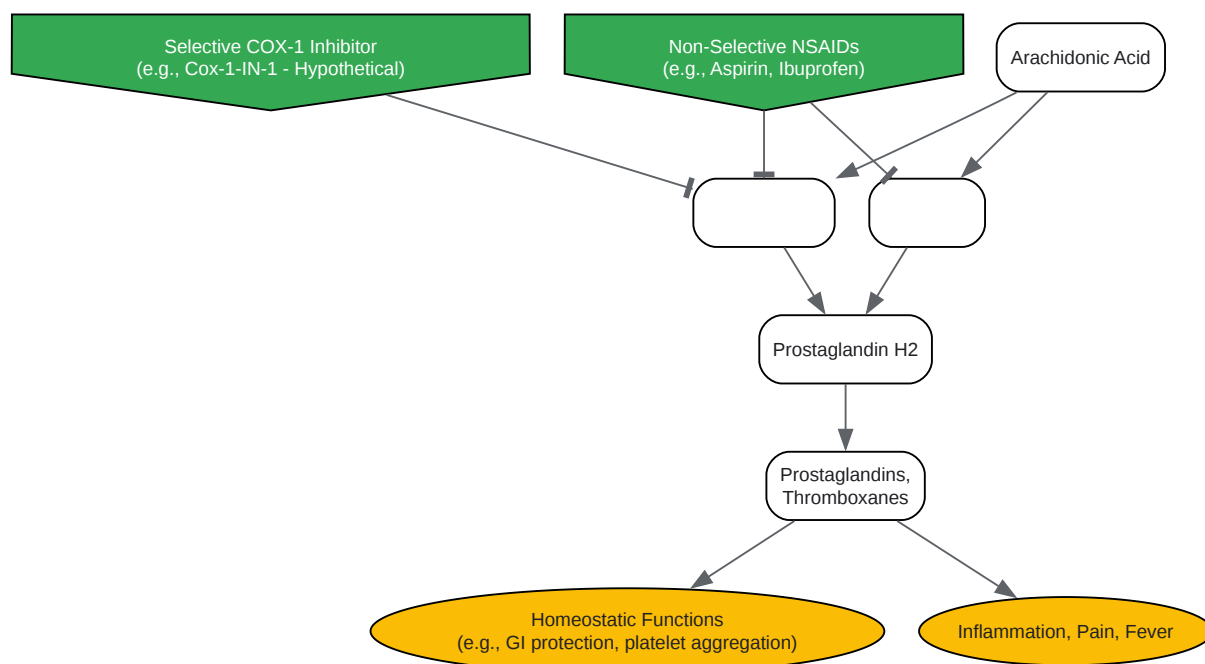 Selective COX-1 Inhibitor
(e.g., Cox-1-IN-1 - Hypothetical)
Non-Selective NSAIDs
(e.g., Aspirin, Ibuprofen)
Arachidonic Acid
Prostaglandin H2
Prostaglandins,
Thromboxanes
Homeostatic Functions
(e.g., GI protection, platelet aggregation)
Inflammation, Pain, Fever